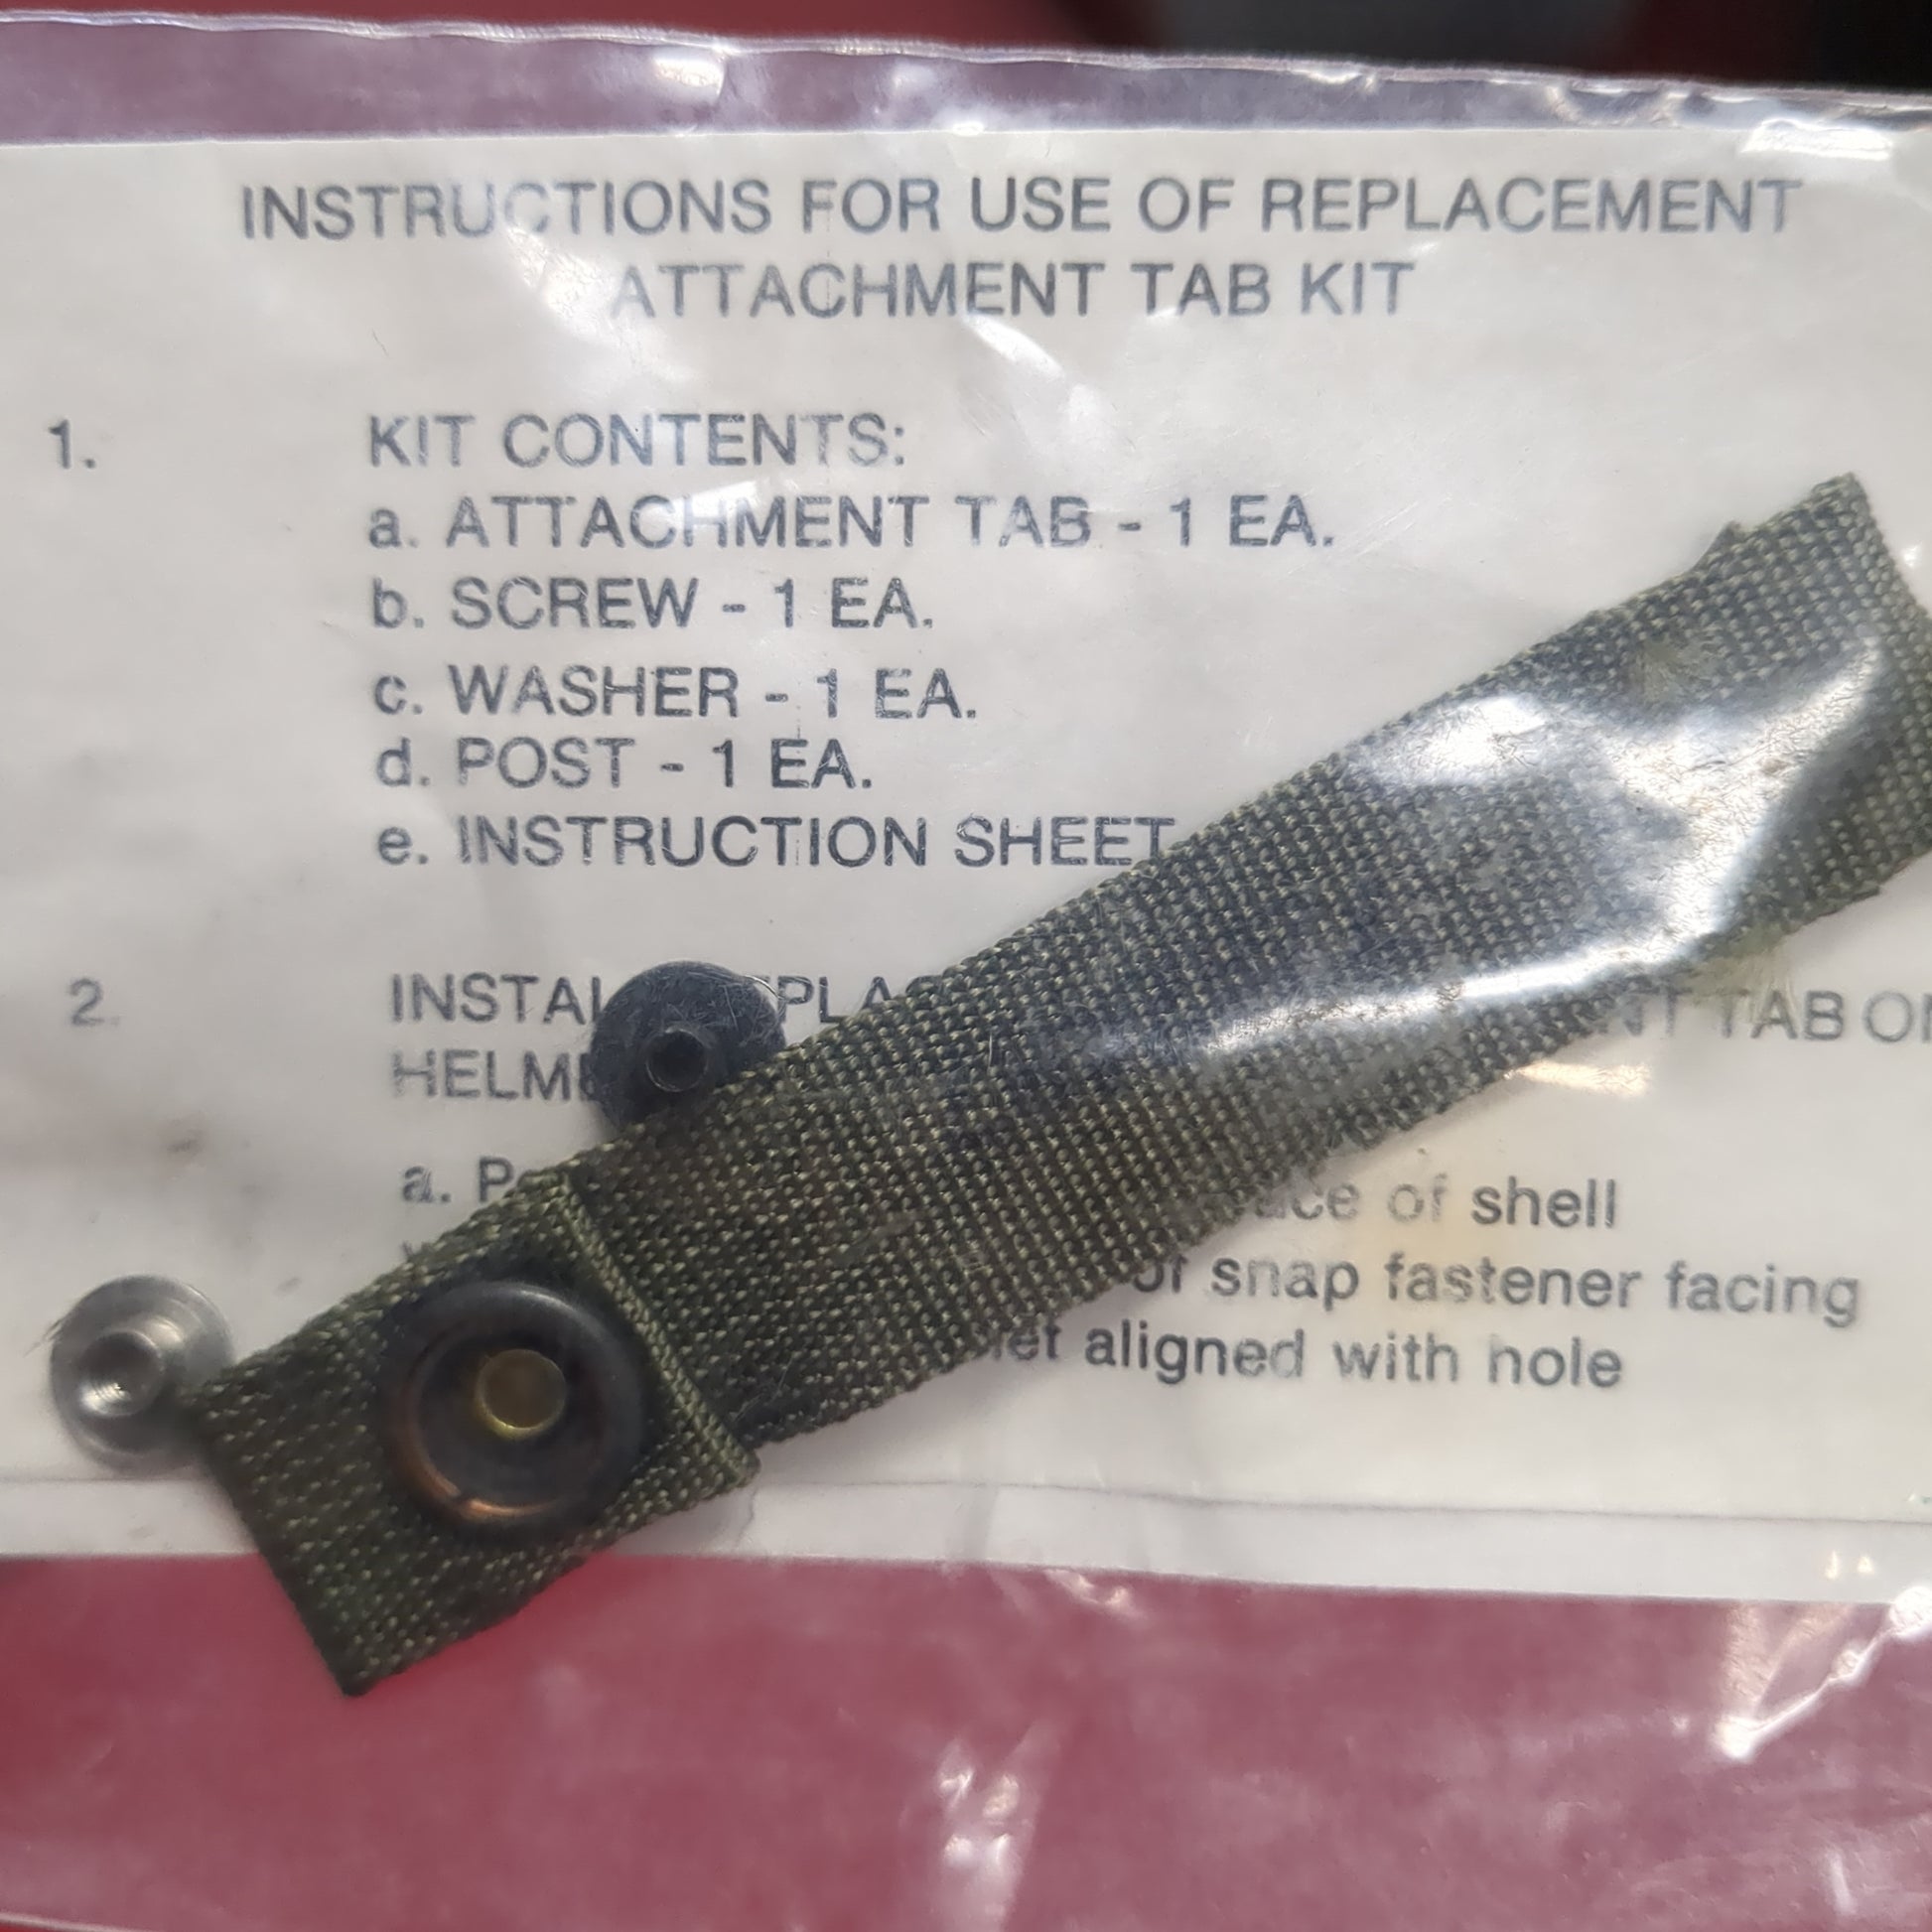 INSTRUCTIONS FOR USE OF REPLACEMENT
ATTACHMENT TAB KIT
1. KIT CONTENTS:
a. ATTACHMENT TAB - 1 EA.
b. SCREW - 1 EA.
c. WASHER - 1 EA.
d. POST - 1 EA.
e. INSTRUCTION SHEET
2. TAB
a. of shell
of snap fastener facing
aligned with hole